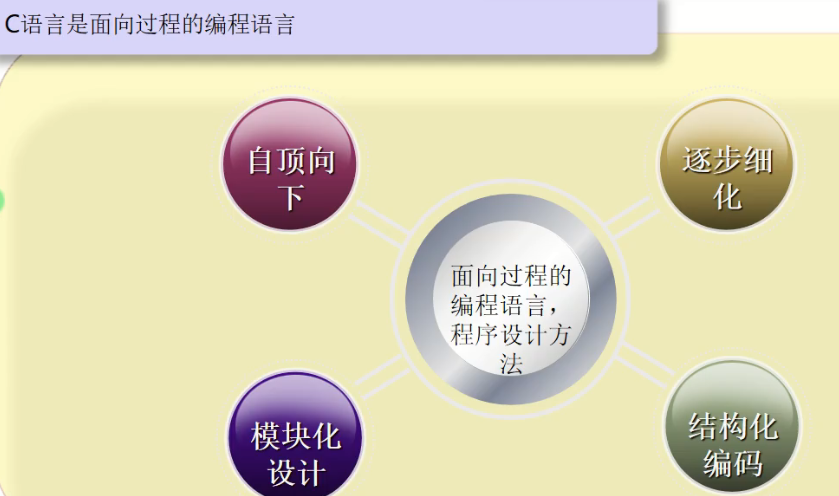 C语言是面向过程的编程语言
自顶向
下
逐步细
化
面向过程的
编程语言，
程序设计方
法
模块化
设计
结构化
编码